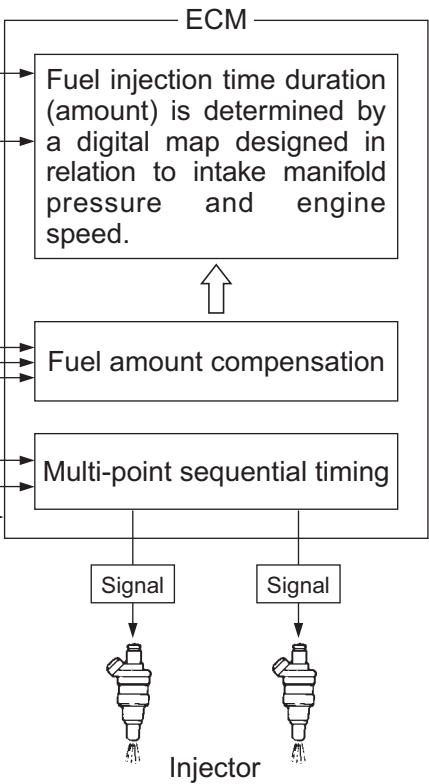 ECM
Fuel injection time duration
(amount) is determined by
a digital map designed in
relation to intake manifold
pressure and engine
speed.
Fuel amount compensation
Multi-point sequential timing
Signal
Signal
Injector